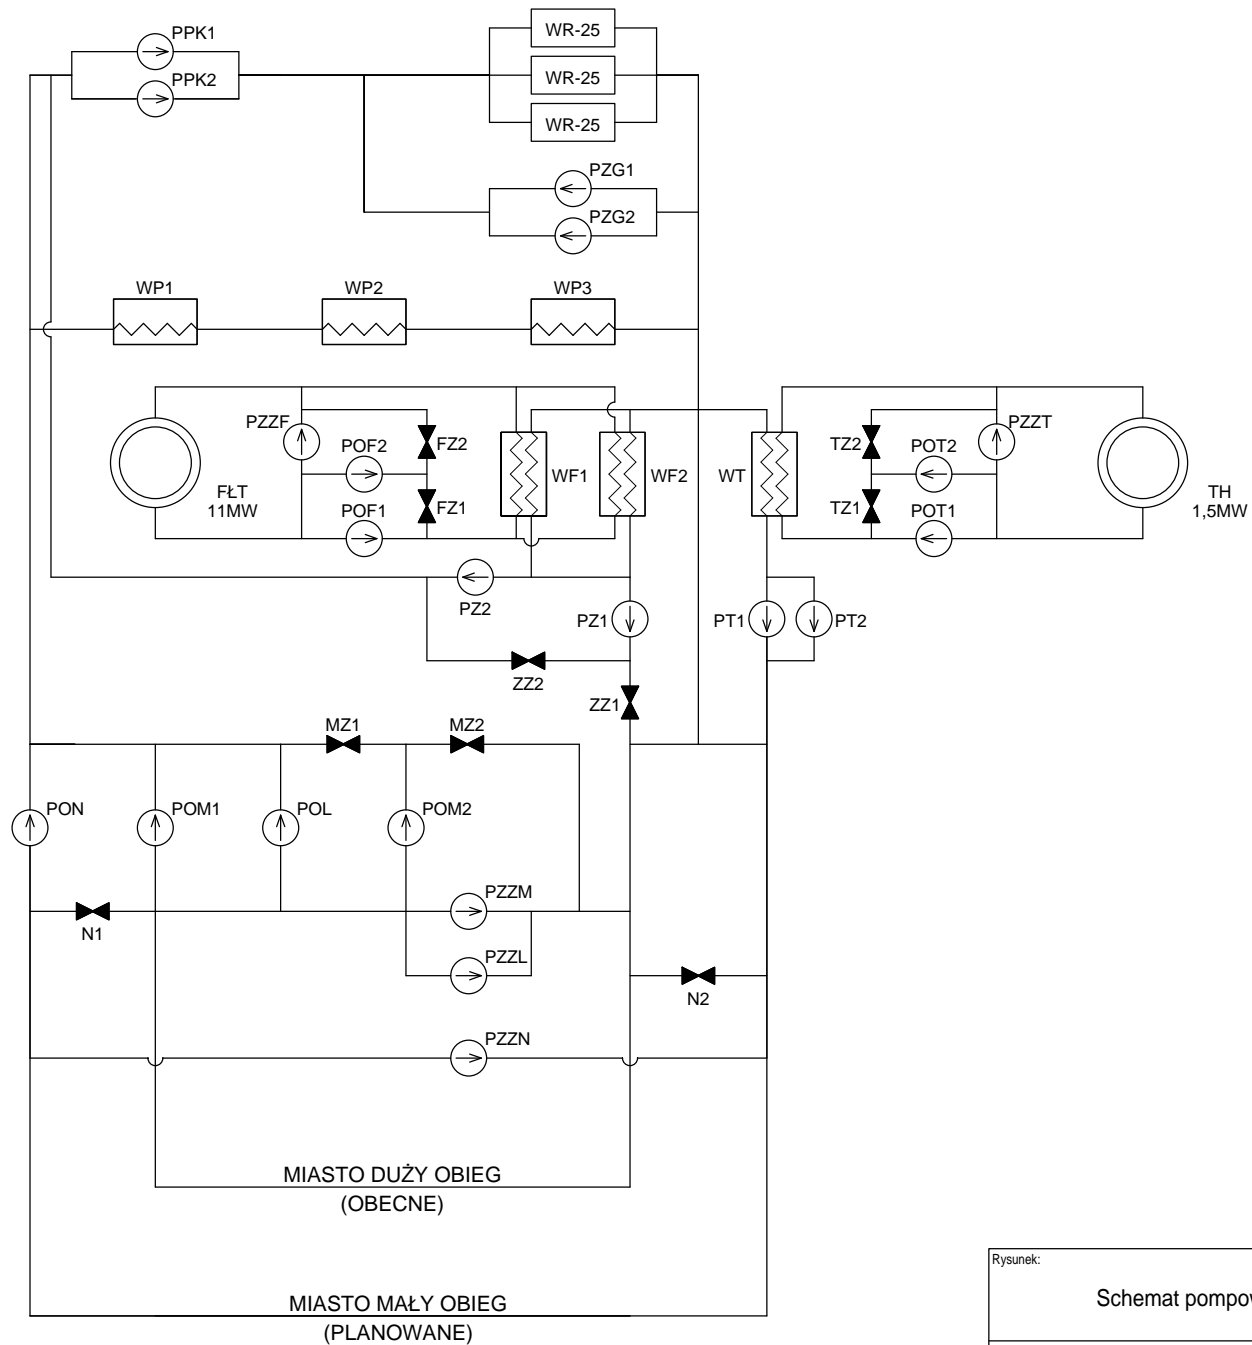 PPK1
WR-25
PPK2
WR-25
WR-25
PZG1
PZG2
WP1
WP2
WP3
PZZF
POF2
FZ2
FŁT
11MW
POF1
FZ1
WF1
WF2
WT
TZ2
POT2
PZZT
TZ1
POT1
TH
1,5MW
PZ2
PZ1
PT1
PT2
ZZ2
ZZ1
MZ1
MZ2
PON
POM1
POL
POM2
N1
PZZM
PZZL
N2
PZZN
MIASTO DUŻY OBIEG
(OBECNE)
MIASTO MAŁY OBIEG
(PLANOWANE)
Rysunek:
Schemat